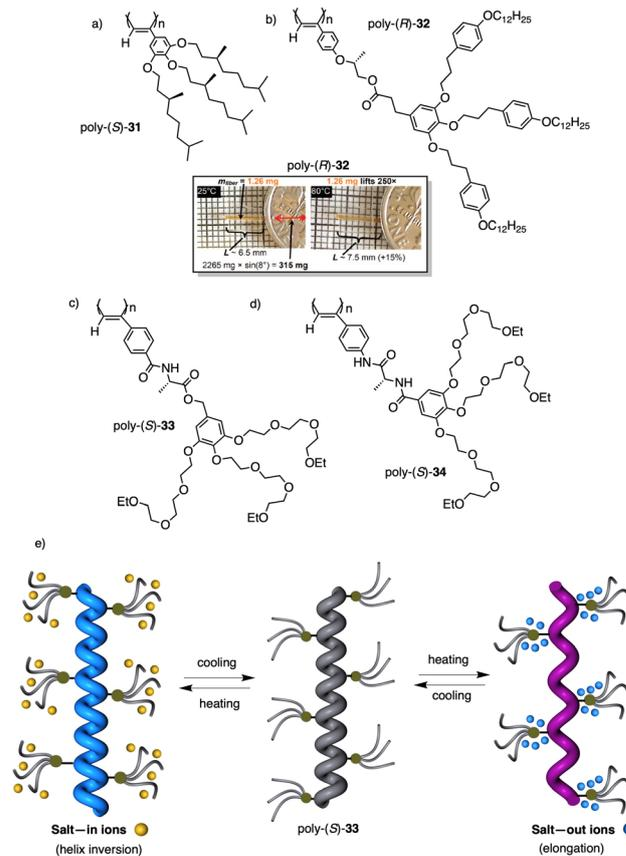 a)
( )n
H
O
O
O
poly-(S)-31
b)
( )n
H
poly-(R)-32
O
O
O
OC12H25
O
O
OC12H25
O
OC12H25
poly-(R)-32
mfiber = 1.26 mg
1.26 mg lifts 250×
25°C
80°C
L ~ 6.5 mm
L ~ 7.5 mm (+15%)
2265 mg × sin(8°) = 315 mg
c)
( )n
H
O
NH
O
O
poly-(S)-33
O
O
O
O
OEt
O
O
O
O
O
EtO
O
EtO
d)
( )n
H
HN
O
NH
O
poly-(S)-34
O
O
OEt
O
O
O
O
OEt
O
O
O
EtO
e)
cooling
heating
heating
cooling
Salt—in ions
(helix inversion)
poly-(S)-33
Salt—out ions
(elongation)